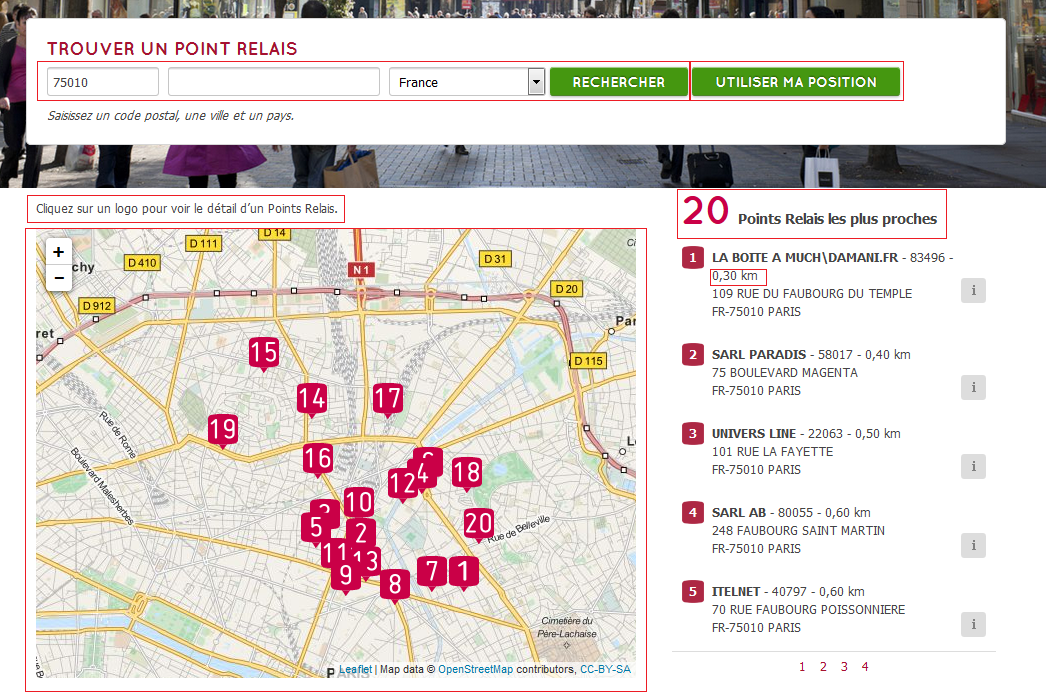 TROUVER UN POINT RELAIS
75010 France RECHERCHER UTILISER MA POSITION
Saisissez un code postal, une ville et un pays.
Cliquez sur un logo pour voir le détail d'un Points Relais.
+
−
chy
D 410
D 111
D 14
N 1
D 31
Ci
D 20
D 912
ret
Par
D 115
15
14
17
19
16
4
12
18
10
5
2
20
11
13
9
8
7
1
Rue de Rome
Boulevard Malesherbes
Rue de Belleville
Cimetière du
Père-Lachaise
Leaflet | Map data © OpenStreetMap contributors, CC-BY-SA
20 Points Relais les plus proches
1 LA BOITE A MUCH\DAMANI.FR - 83496 -
0,30 km
109 RUE DU FAUBOURG DU TEMPLE
FR-75010 PARIS
i
2 SARL PARADIS - 58017 - 0,40 km
75 BOULEVARD MAGENTA
FR-75010 PARIS
i
3 UNIVERS LINE - 22063 - 0,50 km
101 RUE LA FAYETTE
FR-75010 PARIS
i
4 SARL AB - 80055 - 0,60 km
248 FAUBOURG SAINT MARTIN
FR-75010 PARIS
i
5 ITELNET - 40797 - 0,60 km
70 RUE FAUBOURG POISSONNIERE
FR-75010 PARIS
i
1 2 3 4